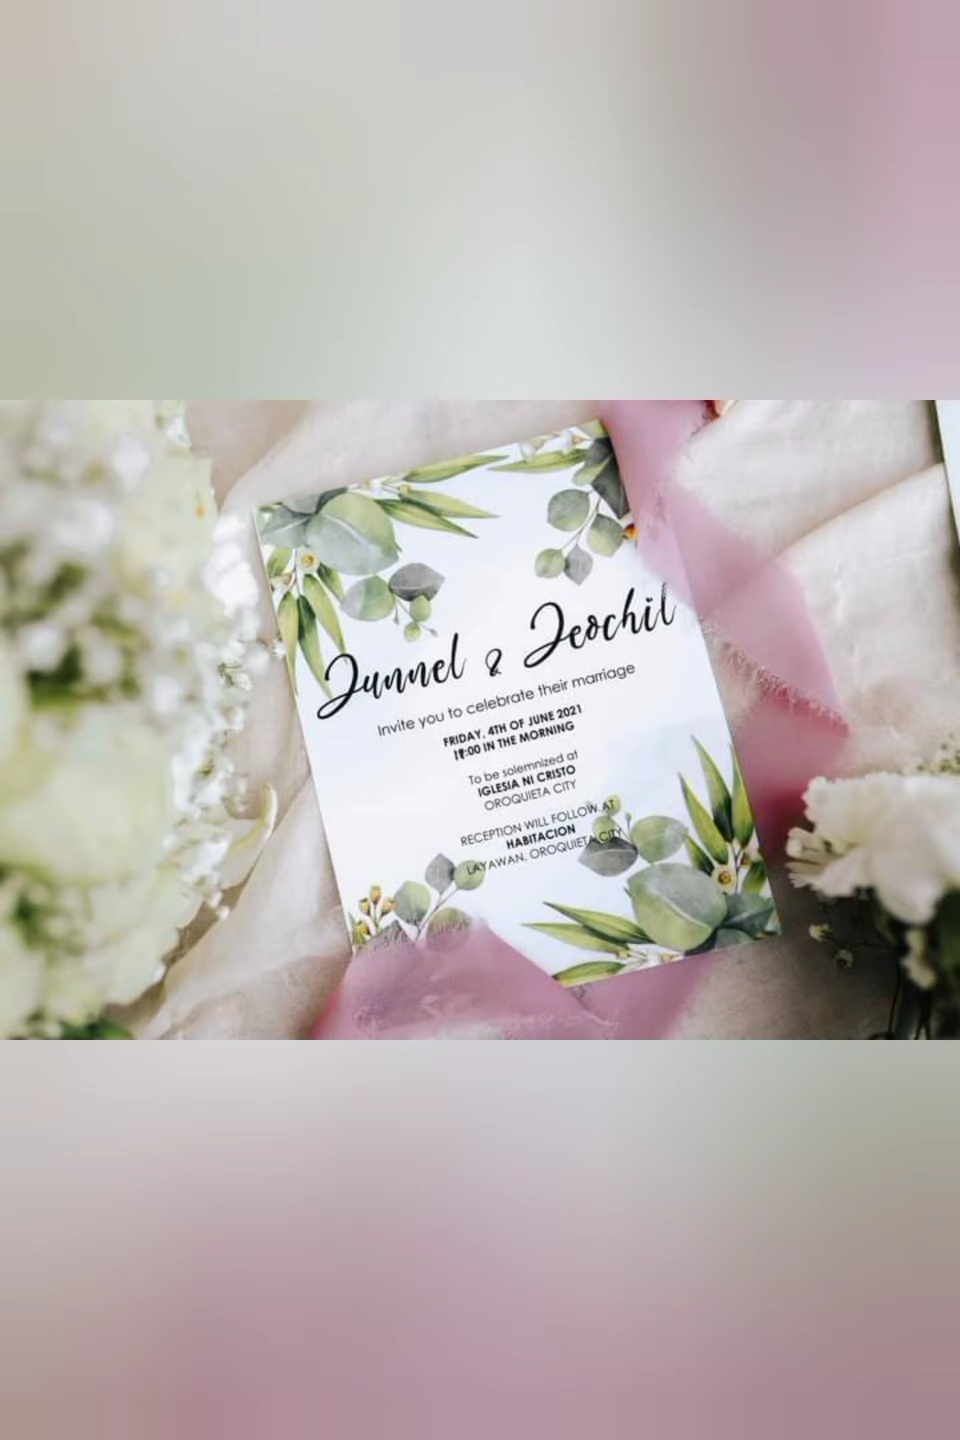 Junnel & Jeochil
Invite you to celebrate their marriage
FRIDAY, 4TH OF JUNE 2021
:00 IN THE MORNING
To be solemnized at
IGLESIA NI CRISTO
OROQUIETA CITY
RECEPTION WILL FOLLOW AT
HABITACION
LAYAWAN, OROQUIETA CITY